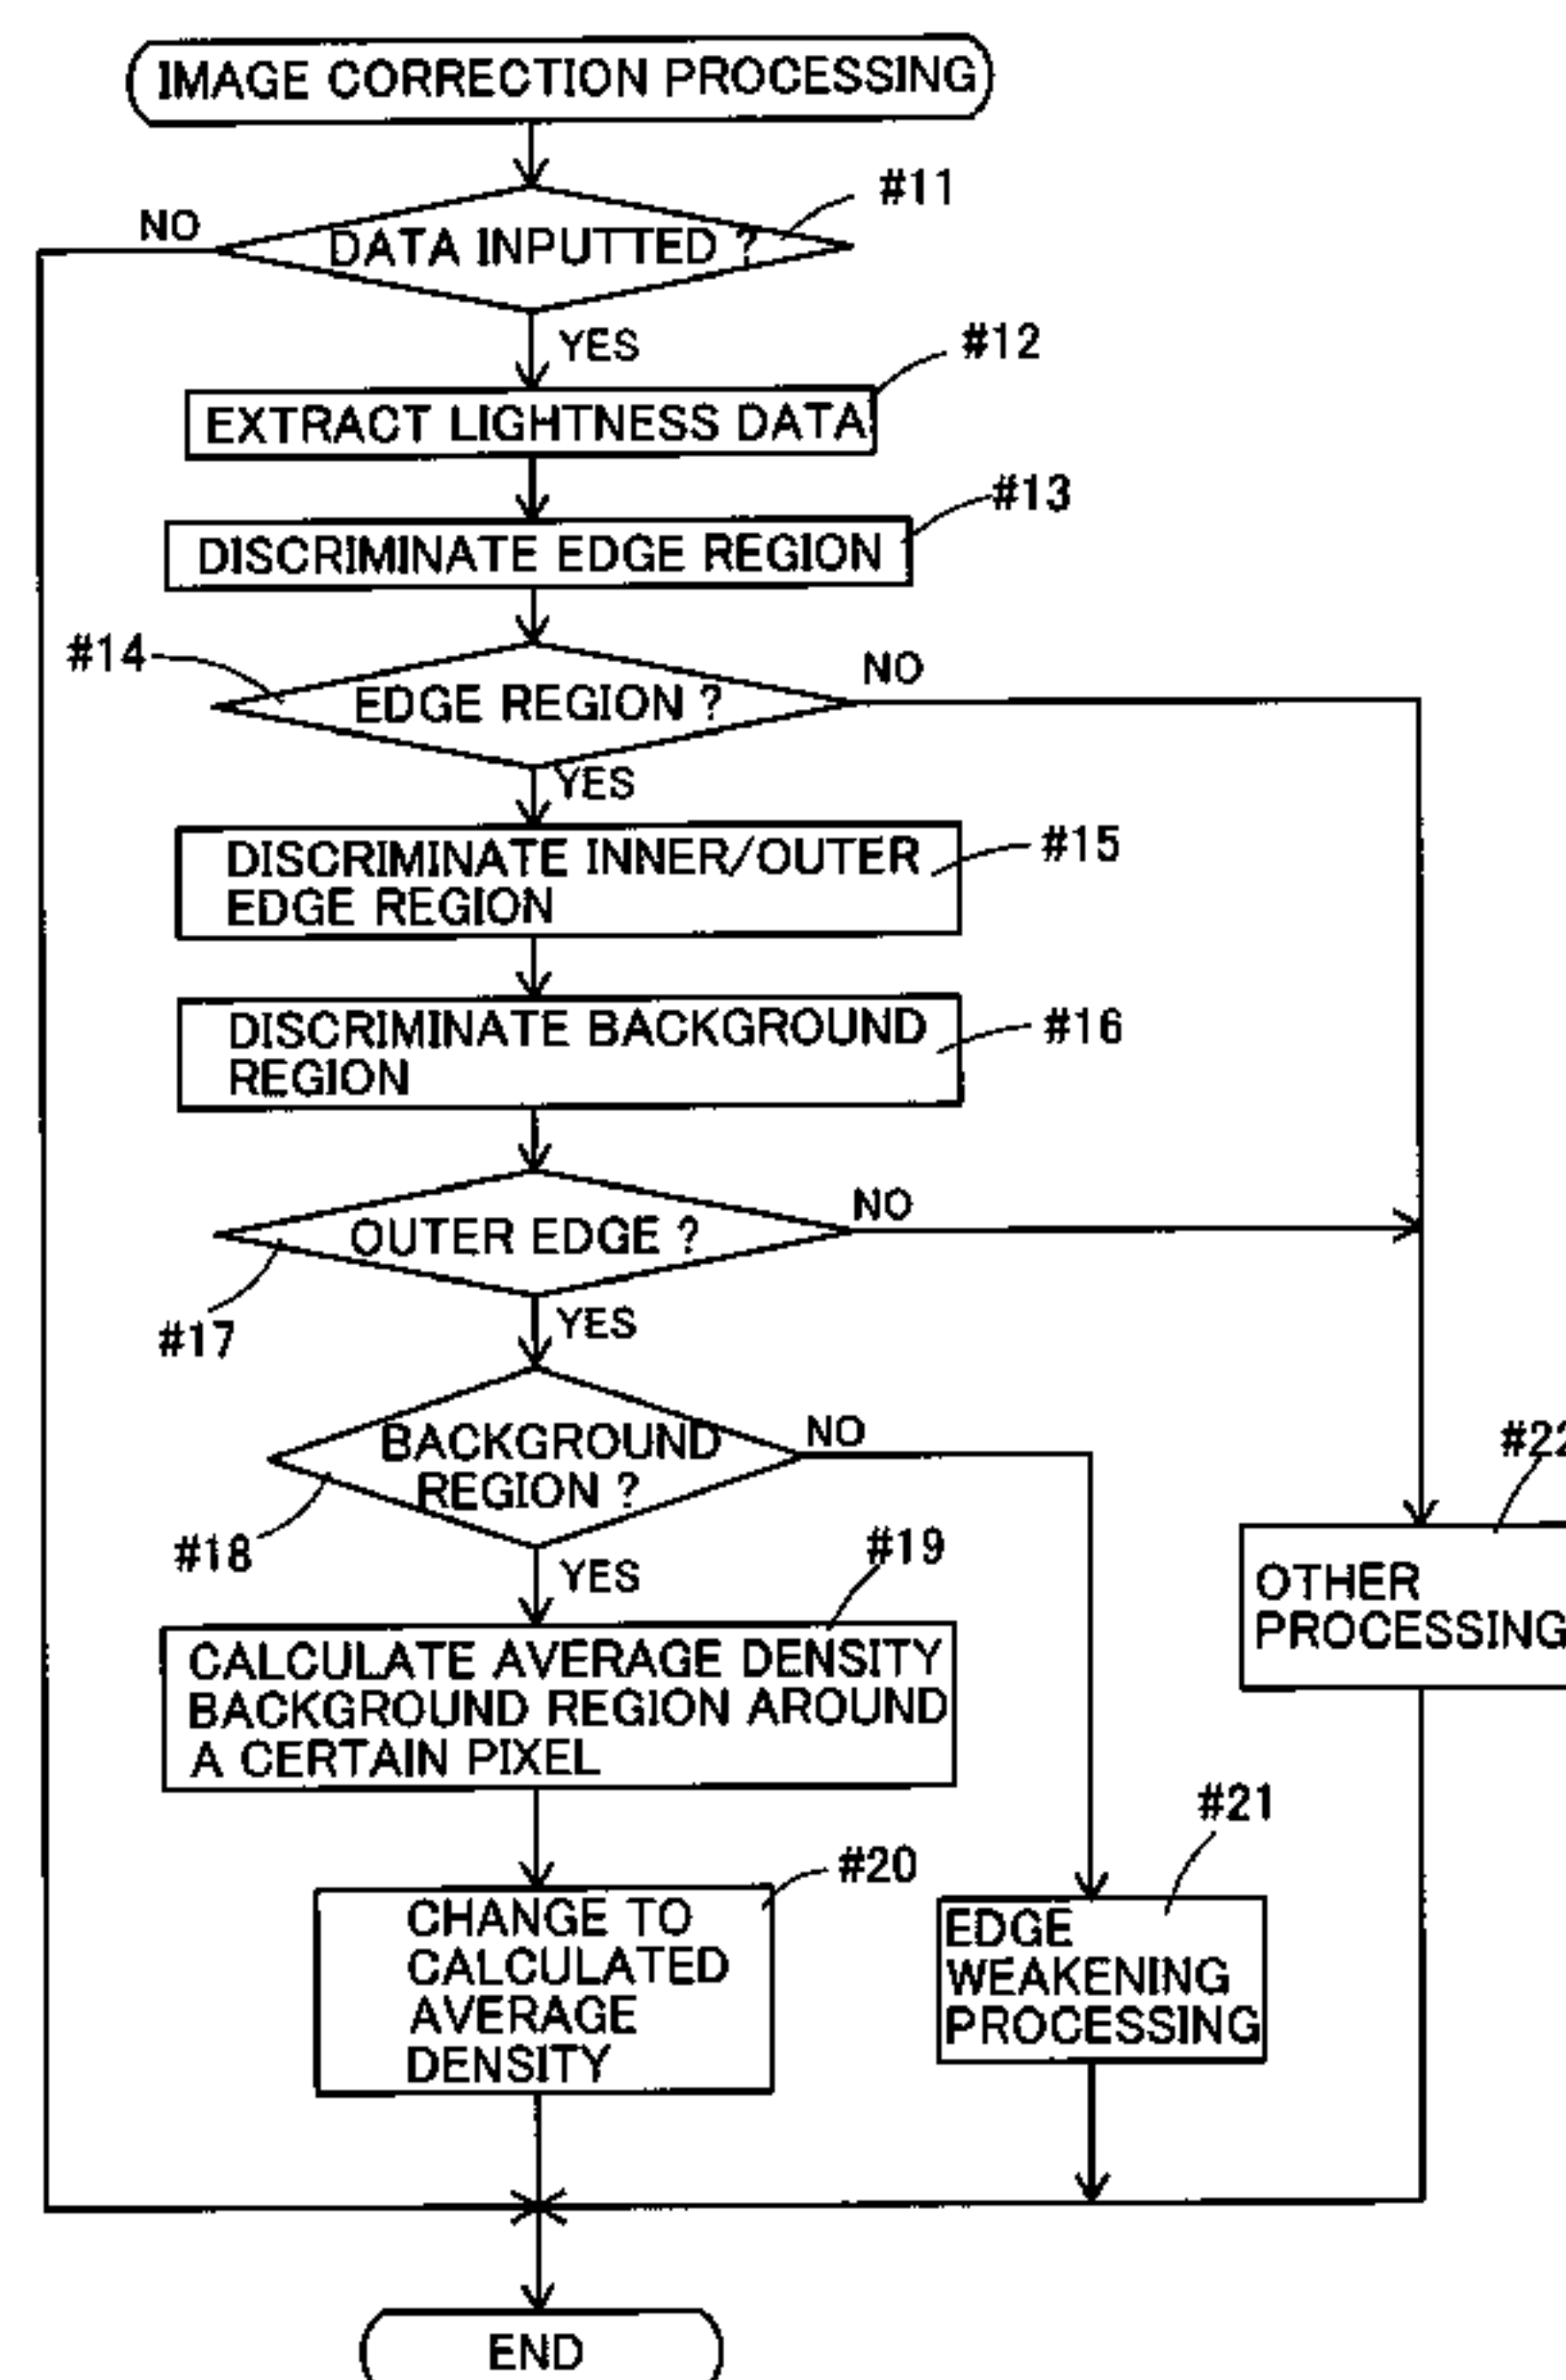 IMAGE CORRECTION PROCESSING
#11
NO
DATA INPUTTED ?
YES
#12
EXTRACT LIGHTNESS DATA
#13
DISCRIMINATE EDGE REGION
#14
NO
EDGE REGION ?
YES
DISCRIMINATE INNER/OUTER
EDGE REGION
#15
DISCRIMINATE BACKGROUND
REGION
#16
NO
OUTER EDGE ?
#17
YES
BACKGROUND
REGION ?
NO
#18
YES
#19
#22
OTHER
PROCESSING
CALCULATE AVERAGE DENSITY
BACKGROUND REGION AROUND
A CERTAIN PIXEL
#21
#20
CHANGE TO
CALCULATED
AVERAGE
DENSITY
EDGE
WEAKENING
PROCESSING
END